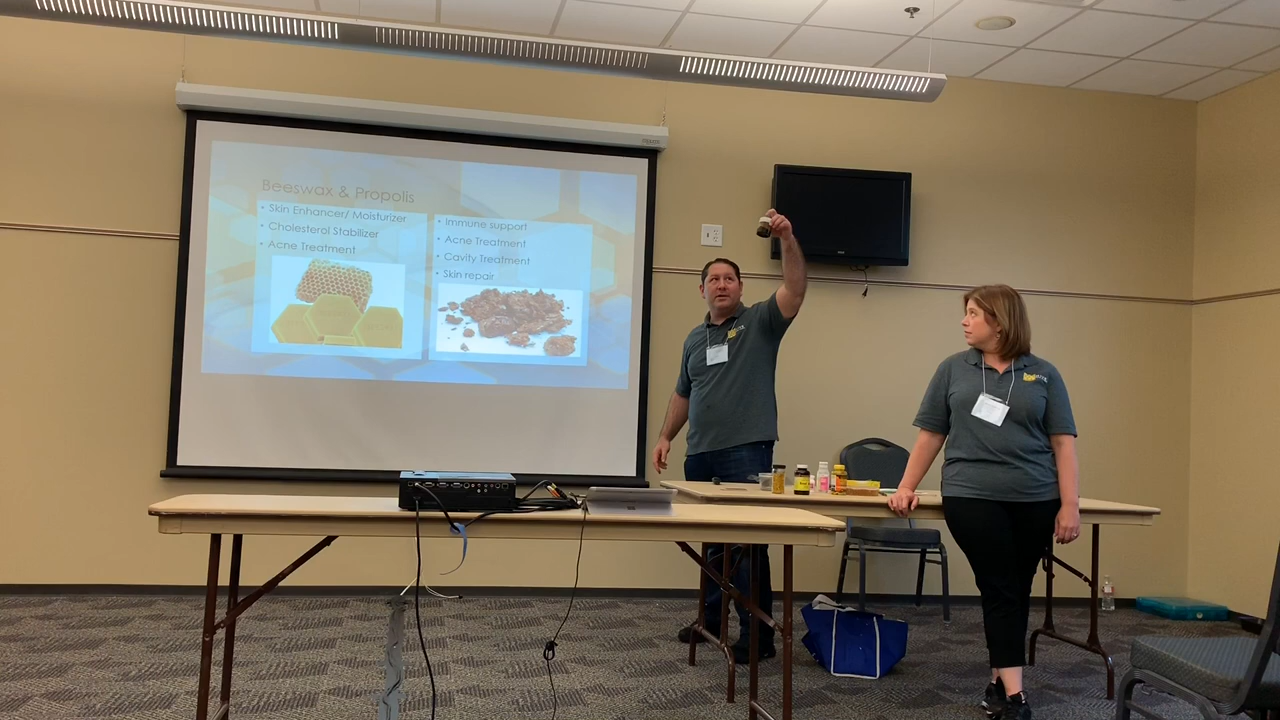 Beeswax & Propolis
• Skin Enhancer/ Moisturizer
• Cholesterol Stabilizer
• Acne Treatment
• Immune support
• Acne Treatment
• Cavity Treatment
• Skin repair